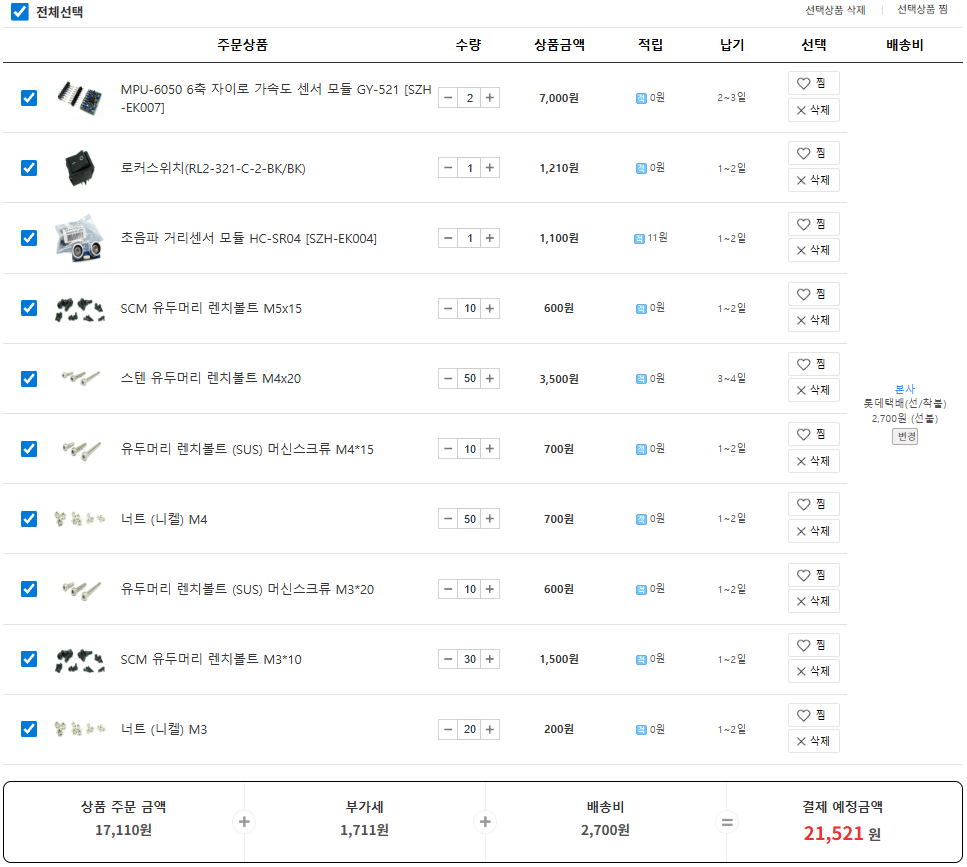 전체선택
선택상품 삭제 | 선택상품 찜
주문상품 수량 상품금액 적립 납기 선택 배송비
MPU-6050 6축 자이로 가속도 센서 모듈 GY-521 [SZH
-EK007]
− 2 + 7,000원 적 0원 2~3일
찜
삭제
로커스위치(RL2-321-C-2-BK/BK) − 1 + 1,210원 적 0원 1~2일
찜
삭제
초음파 거리센서 모듈 HC-SR04 [SZH-EK004] − 1 + 1,100원 적 11원 1~2일
찜
삭제
SCM 유두머리 렌치볼트 M5x15 − 10 + 600원 적 0원 1~2일
찜
삭제
스텐 유두머리 렌치볼트 M4x20 − 50 + 3,500원 적 0원 3~4일
찜
삭제
유두머리 렌치볼트 (SUS) 머신스크류 M4*15 − 10 + 700원 적 0원 1~2일
찜
삭제
너트 (니켈) M4 − 50 + 700원 적 0원 1~2일
찜
삭제
유두머리 렌치볼트 (SUS) 머신스크류 M3*20 − 10 + 600원 적 0원 1~2일
찜
삭제
SCM 유두머리 렌치볼트 M3*10 − 30 + 1,500원 적 0원 1~2일
찜
삭제
너트 (니켈) M3 − 20 + 200원 적 0원 1~2일
찜
삭제
본사
롯데택배(선/착불)
2,700원 (선불)
변경
상품 주문 금액 부가세 배송비 결제 예정금액
17,110원 + 1,711원 + 2,700원 = 21,521 원